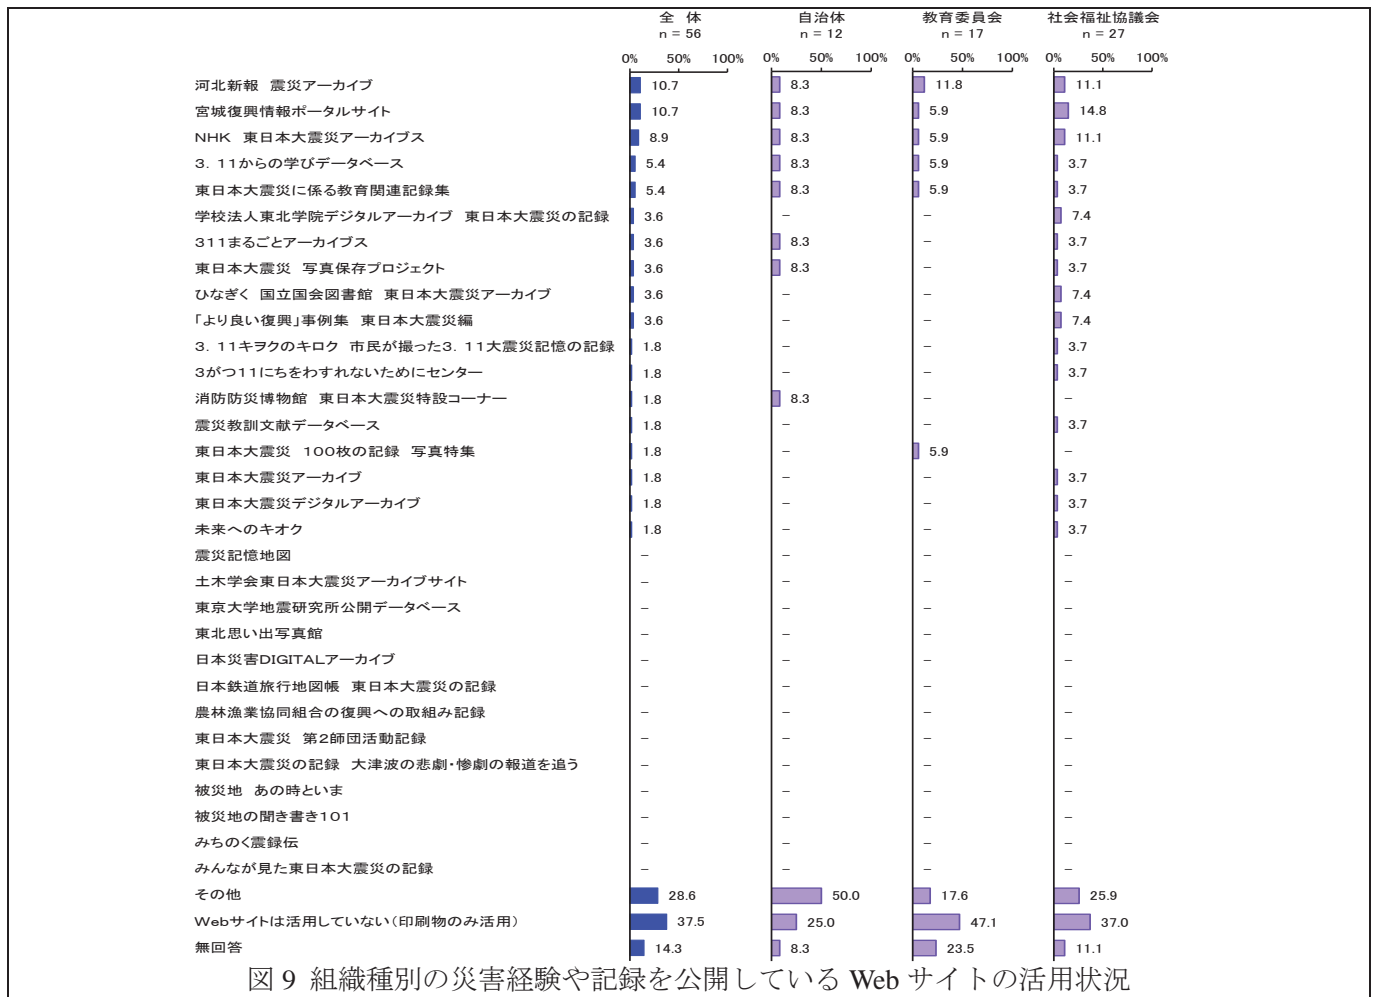 全 体 自治体 教育委員会 社会福祉協議会
n = 56 n = 12 n = 17 n = 27
0% 50% 100% 0% 50% 100% 0% 50% 100% 0% 50% 100%
河北新報 震災アーカイブ 10.7 8.3 11.8 11.1
宮城復興情報ポータルサイト 10.7 8.3 5.9 14.8
NHK 東日本大震災アーカイブス 8.9 8.3 5.9 11.1
3. 11からの学びデータベース 5.4 8.3 5.9 3.7
東日本大震災に係る教育関連記録集 5.4 8.3 5.9 3.7
学校法人東北学院デジタルアーカイブ 東日本大震災の記録 3.6 – – 7.4
311まるごとアーカイブス 3.6 8.3 – 3.7
東日本大震災 写真保存プロジェクト 3.6 8.3 – 3.7
ひなぎく 国立国会図書館 東日本大震災アーカイブ 3.6 – – 7.4
「より良い復興」事例集 東日本大震災編 3.6 – – 7.4
3. 11キヲクのキロク 市民が撮った3. 11大震災記憶の記録 1.8 – – 3.7
3がつ11にちをわすれないためにセンター 1.8 – – 3.7
消防防災博物館 東日本大震災特設コーナー 1.8 8.3 – –
震災教訓文献データベース 1.8 – – 3.7
東日本大震災 100枚の記録 写真特集 1.8 – 5.9 –
東日本大震災アーカイブ 1.8 – – 3.7
東日本大震災デジタルアーカイブ 1.8 – – 3.7
未来へのキオク 1.8 – – 3.7
震災記憶地図 – – – –
土木学会東日本大震災アーカイブサイト – – – –
東京大学地震研究所公開データベース – – – –
東北思い出写真館 – – – –
日本災害DIGITALアーカイブ – – – –
日本鉄道旅行地図帳 東日本大震災の記録 – – – –
農林漁業協同組合の復興への取組み記録 – – – –
東日本大震災 第2師団活動記録 – – – –
東日本大震災の記録 大津波の悲劇・惨劇の報道を追う – – – –
被災地 あの時といま – – – –
被災地の聞き書き101 – – – –
みちのく震録伝 – – – –
みんなが見た東日本大震災の記録 – – – –
その他 28.6 50.0 17.6 25.9
Webサイトは活用していない(印刷物のみ活用) 37.5 25.0 47.1 37.0
無回答 14.3 8.3 23.5 11.1
図 9 組織種別の災害経験や記録を公開している Web サイトの活用状況